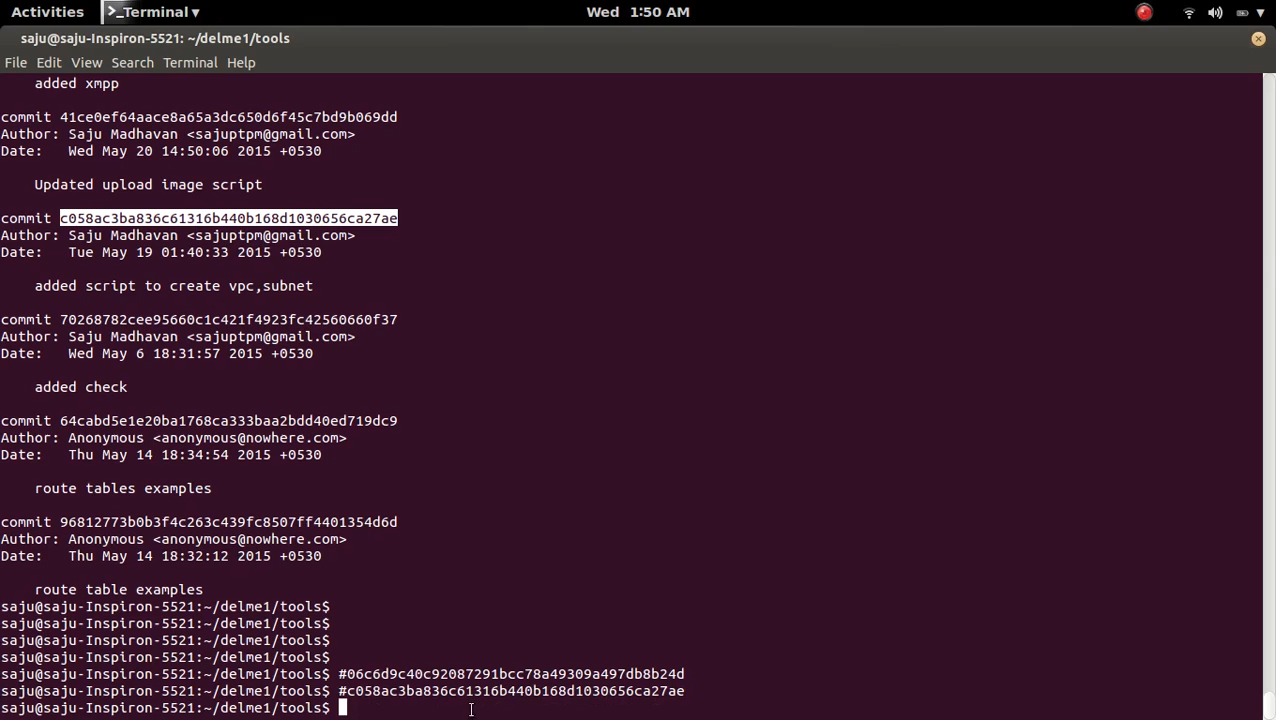 Activities >_ Terminal ▾ Wed 1:50 AM
saju@saju-Inspiron-5521: ~/delme1/tools
File Edit View Search Terminal Help
added xmpp
commit 41ce0ef64aace8a65a3dc650d6f45c7bd9b069dd
Author: Saju Madhavan <sajuptpm@gmail.com>
Date: Wed May 20 14:50:06 2015 +0530
Updated upload image script
commit c058ac3ba836c61316b440b168d1030656ca27ae
Author: Saju Madhavan <sajuptpm@gmail.com>
Date: Tue May 19 01:40:33 2015 +0530
added script to create vpc,subnet
commit 70268782cee95660c1c421f4923fc42560660f37
Author: Saju Madhavan <sajuptpm@gmail.com>
Date: Wed May 6 18:31:57 2015 +0530
added check
commit 64cabd5e1e20ba1768ca333baa2bdd40ed719dc9
Author: Anonymous <anonymous@nowhere.com>
Date: Thu May 14 18:34:54 2015 +0530
route tables examples
commit 96812773b0b3f4c263c439fc8507ff4401354d6d
Author: Anonymous <anonymous@nowhere.com>
Date: Thu May 14 18:32:12 2015 +0530
route table examples
saju@saju-Inspiron-5521:~/delme1/tools$
saju@saju-Inspiron-5521:~/delme1/tools$
saju@saju-Inspiron-5521:~/delme1/tools$
saju@saju-Inspiron-5521:~/delme1/tools$
saju@saju-Inspiron-5521:~/delme1/tools$ #06c6d9c40c92087291bcc78a49309a497db8b24d
saju@saju-Inspiron-5521:~/delme1/tools$ #c058ac3ba836c61316b440b168d1030656ca27ae
saju@saju-Inspiron-5521:~/delme1/tools$